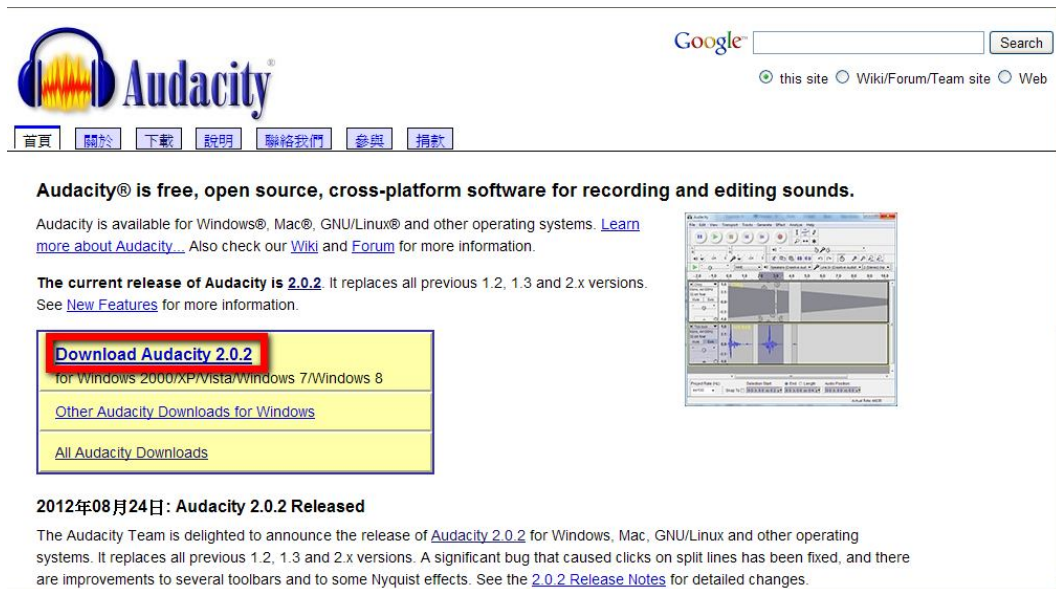 Audacity®
Google™
Search
this site Wiki/Forum/Team site Web
首頁 關於 下載 說明 聯絡我們 參與 捐款
Audacity® is free, open source, cross-platform software for recording and editing sounds.
Audacity is available for Windows®, Mac®, GNU/Linux® and other operating systems. Learn
more about Audacity... Also check our Wiki and Forum for more information.
The current release of Audacity is 2.0.2. It replaces all previous 1.2, 1.3 and 2.x versions.
See New Features for more information.
Download Audacity 2.0.2
for Windows 2000/XP/Vista/Windows 7/Windows 8
Other Audacity Downloads for Windows
All Audacity Downloads
2012年08月24日: Audacity 2.0.2 Released
The Audacity Team is delighted to announce the release of Audacity 2.0.2 for Windows, Mac, GNU/Linux and other operating
systems. It replaces all previous 1.2, 1.3 and 2.x versions. A significant bug that caused clicks on split lines has been fixed, and there
are improvements to several toolbars and to some Nyquist effects. See the 2.0.2 Release Notes for detailed changes.